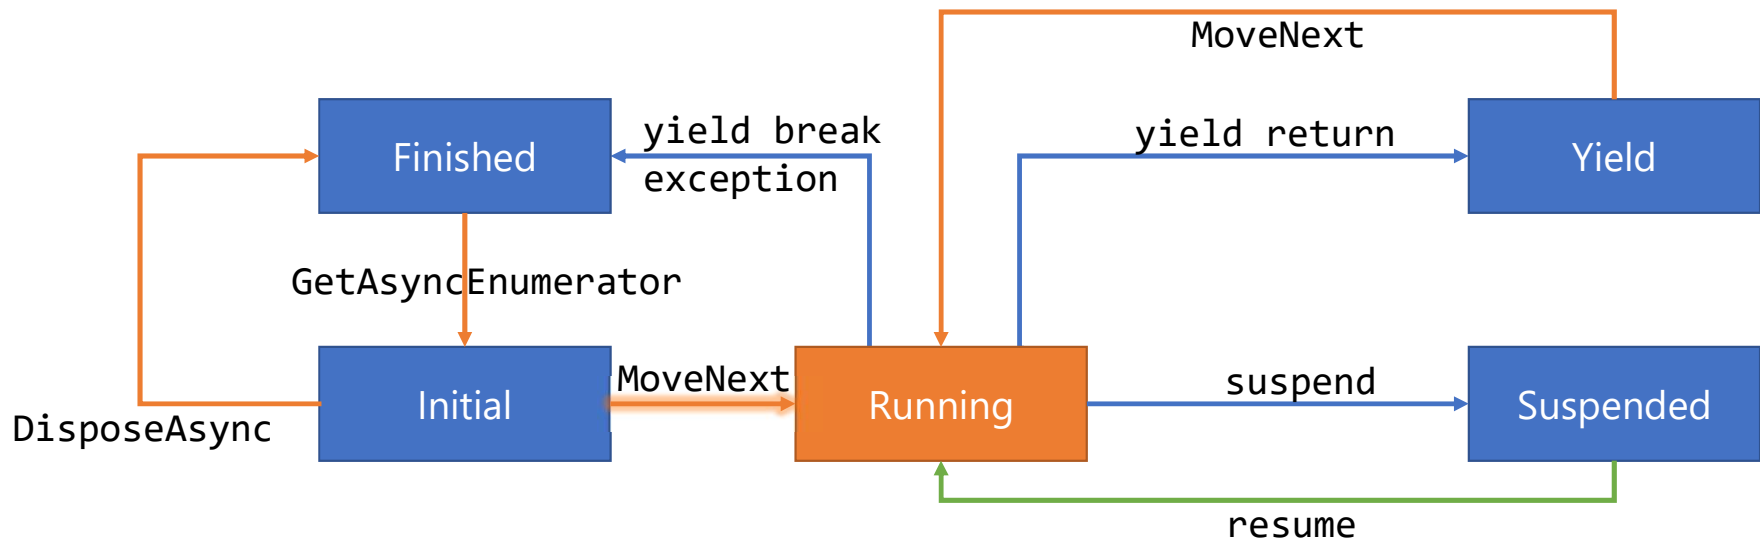 MoveNext
Finished
yield break
exception
yield return
Yield
GetAsyncEnumerator
Initial
MoveNext
Running
suspend
Suspended
DisposeAsync
resume